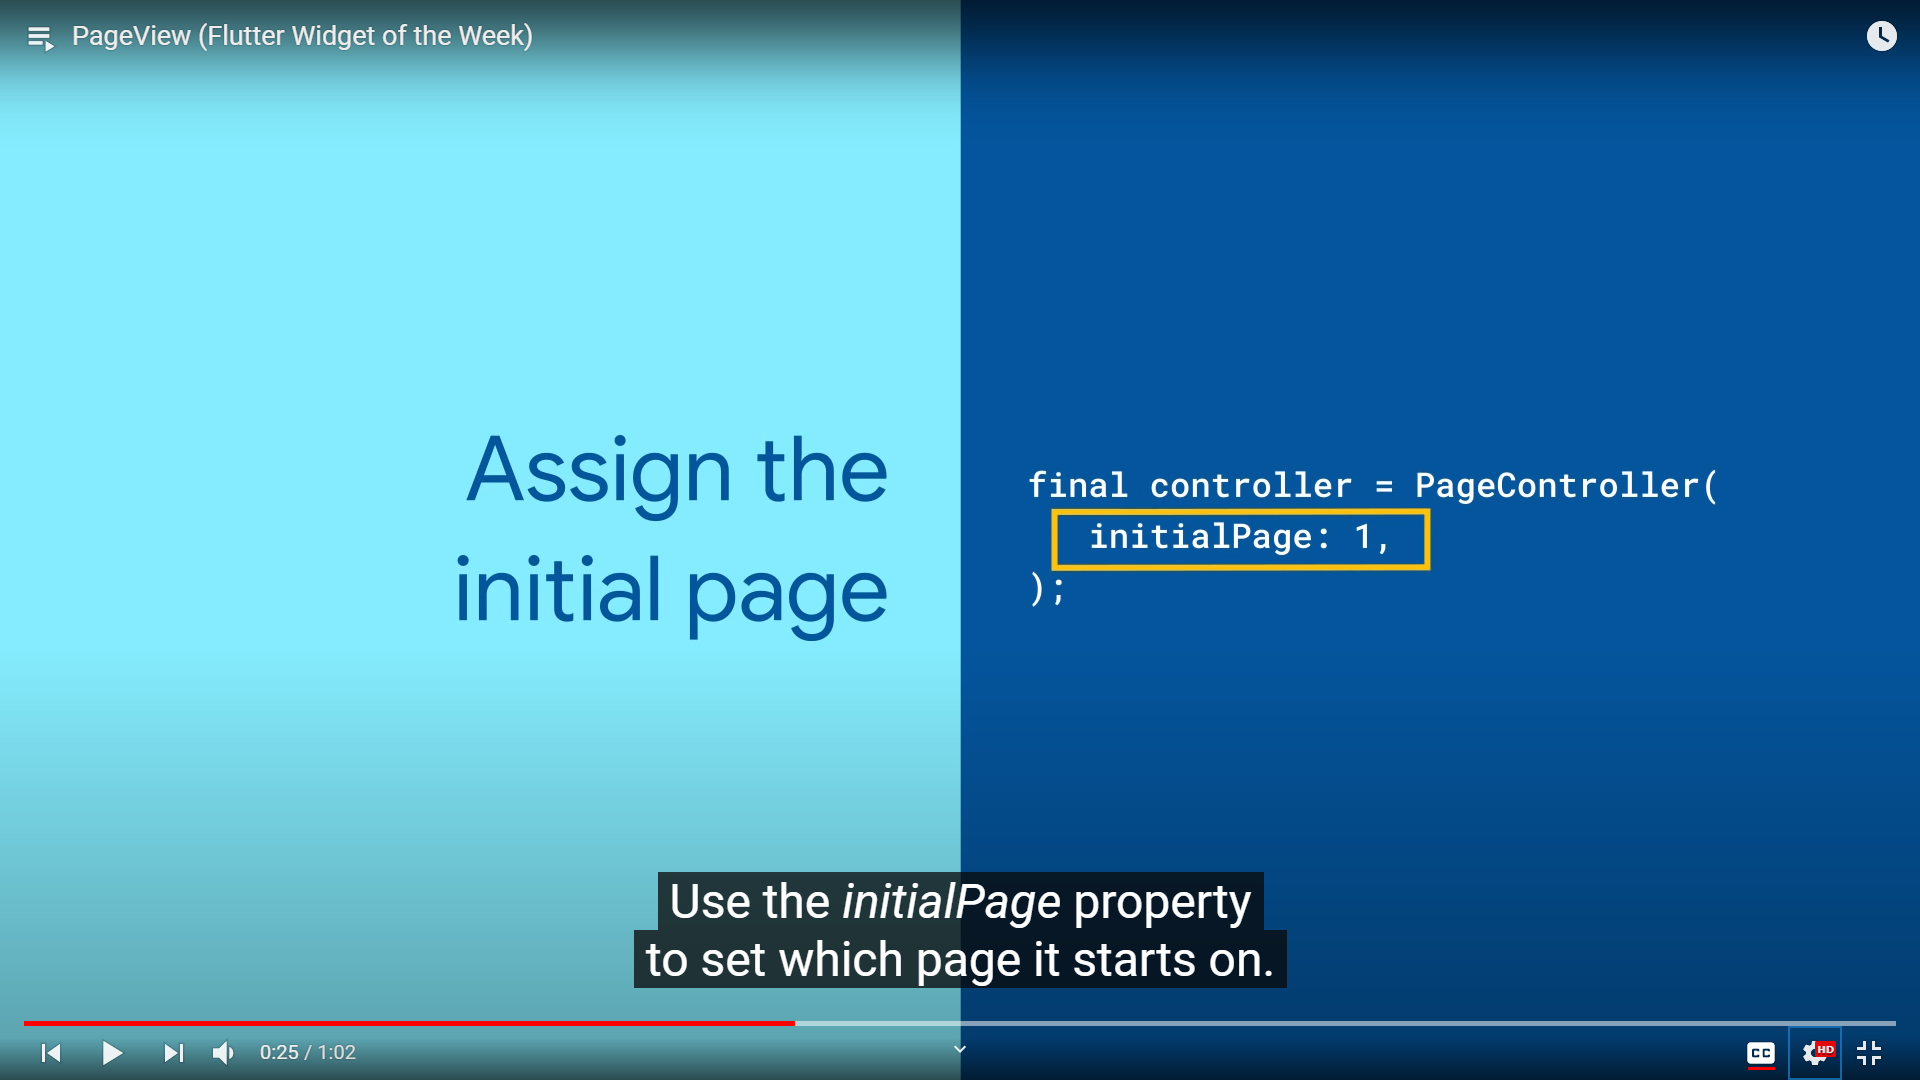 PageView (Flutter Widget of the Week)
Assign the
initial page
final controller = PageController(
initialPage: 1,
);
Use the initialPage property
to set which page it starts on.
0:25 / 1:02
CC
HD